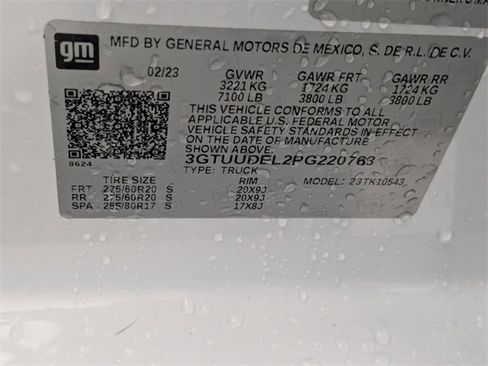 gm
MFD BY GENERAL MOTORS DE MEXICO, S. DE R.L. DE C.V.
02/23 GVWR GAWR FRT GAWR RR
3221 KG 1724 KG 1724 KG
7100 LB 3800 LB 3800 LB
THIS VEHICLE CONFORMS TO ALL
APPLICABLE U.S. FEDERAL MOTOR
VEHICLE SAFETY STANDARDS IN EFFECT
ON THE DATE OF MANUFACTURE
SHOWN ABOVE.
3GTUUDEL2PG220763
8624 TYPE: TRUCK
TIRE SIZE RIM MODEL: 23TK10543
FRT 275/60R20 S 20X9J
RR 275/60R20 S 20X9J
SPA 255/80R17 S 17X8J